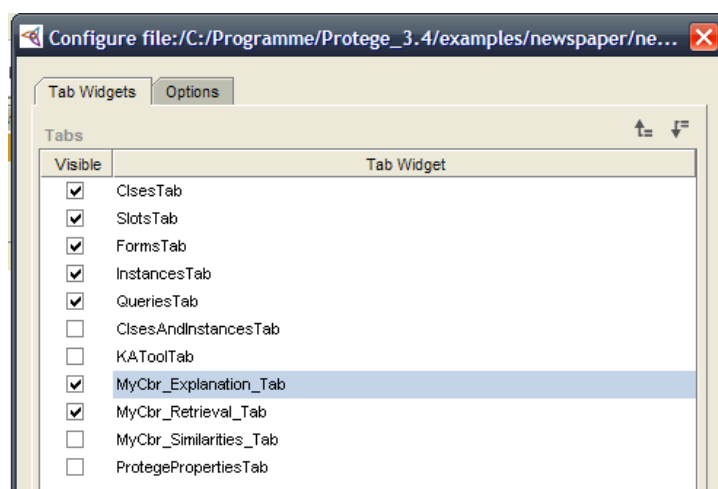 Configure file:/C:/Programme/Protege_3.4/examples/newspaper/ne...
Tab Widgets Options
Tabs
Visible Tab Widget
ClsesTab
SlotsTab
FormsTab
InstancesTab
QueriesTab
ClsesAndInstancesTab
KAToolTab
MyCbr_Explanation_Tab
MyCbr_Retrieval_Tab
MyCbr_Similarities_Tab
ProtegePropertiesTab